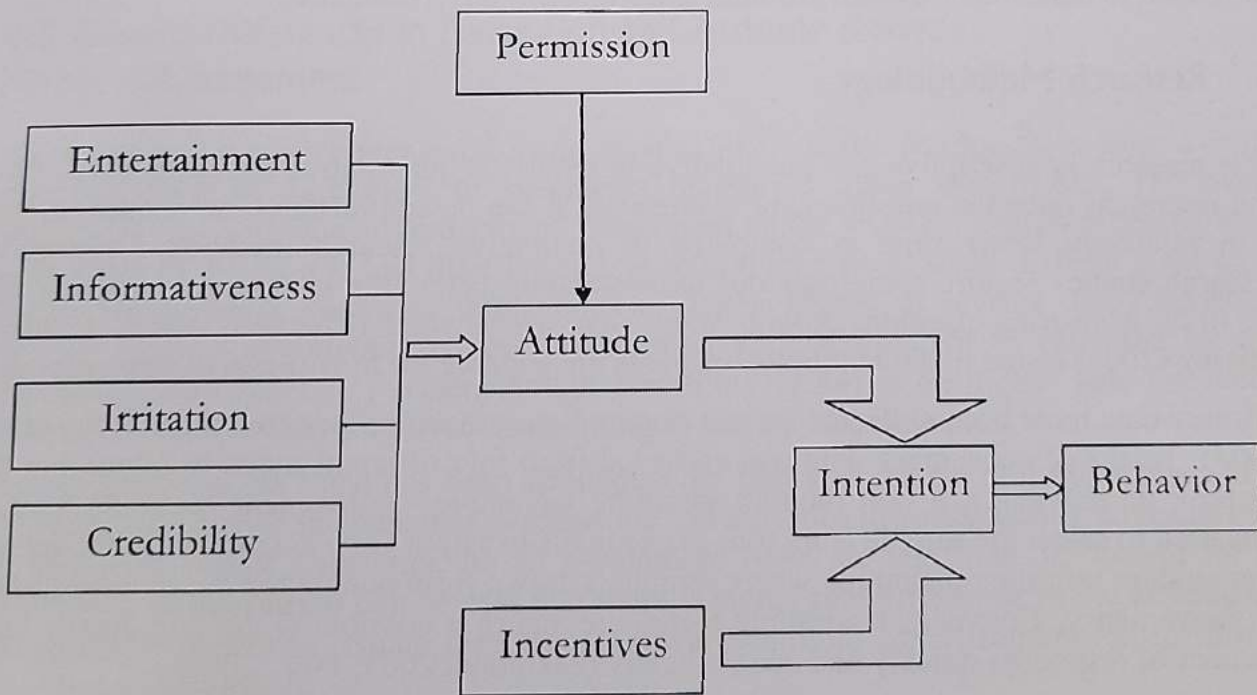 Permission
Entertainment
Informativeness
Attitude
Irritation
Intention
Behavior
Credibility
Incentives